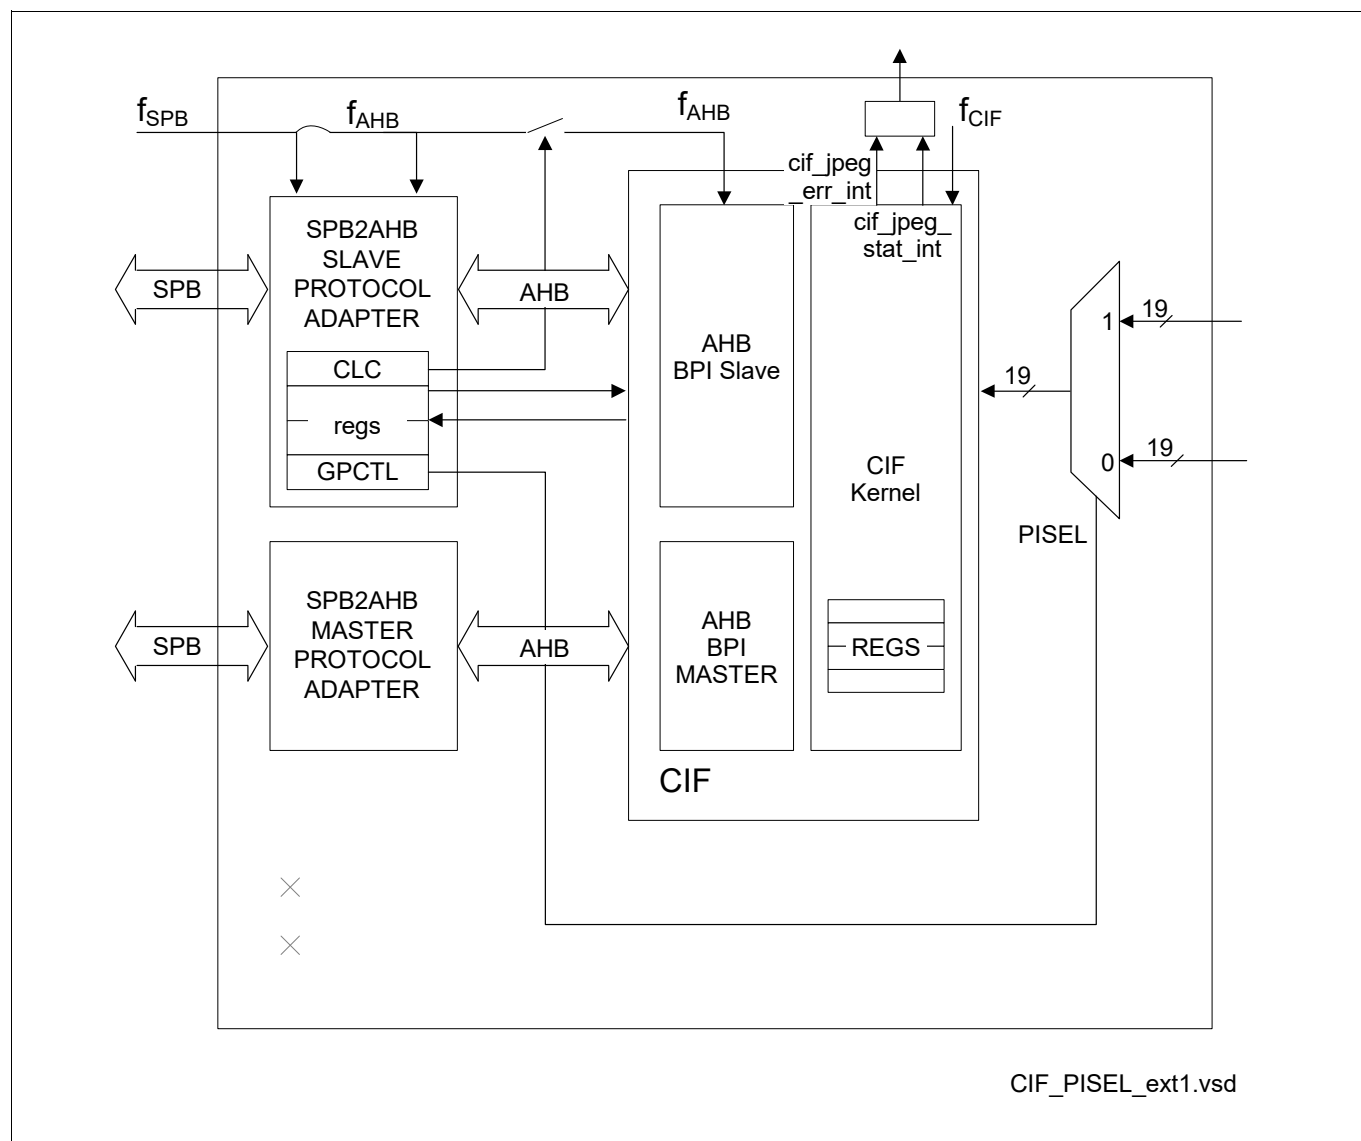 fSPB
fAHB
fAHB
fCIF
cif_jpeg
_err_int
cif_jpeg_
stat_int
SPB2AHB
SLAVE
PROTOCOL
ADAPTER
SPB
AHB
CLC
regs
GPCTL
AHB
BPI Slave
CIF
Kernel
19
1
19
0
19
PISEL
SPB2AHB
MASTER
PROTOCOL
ADAPTER
SPB
AHB
AHB
BPI
MASTER
REGS
CIF
CIF_PISEL_ext1.vsd